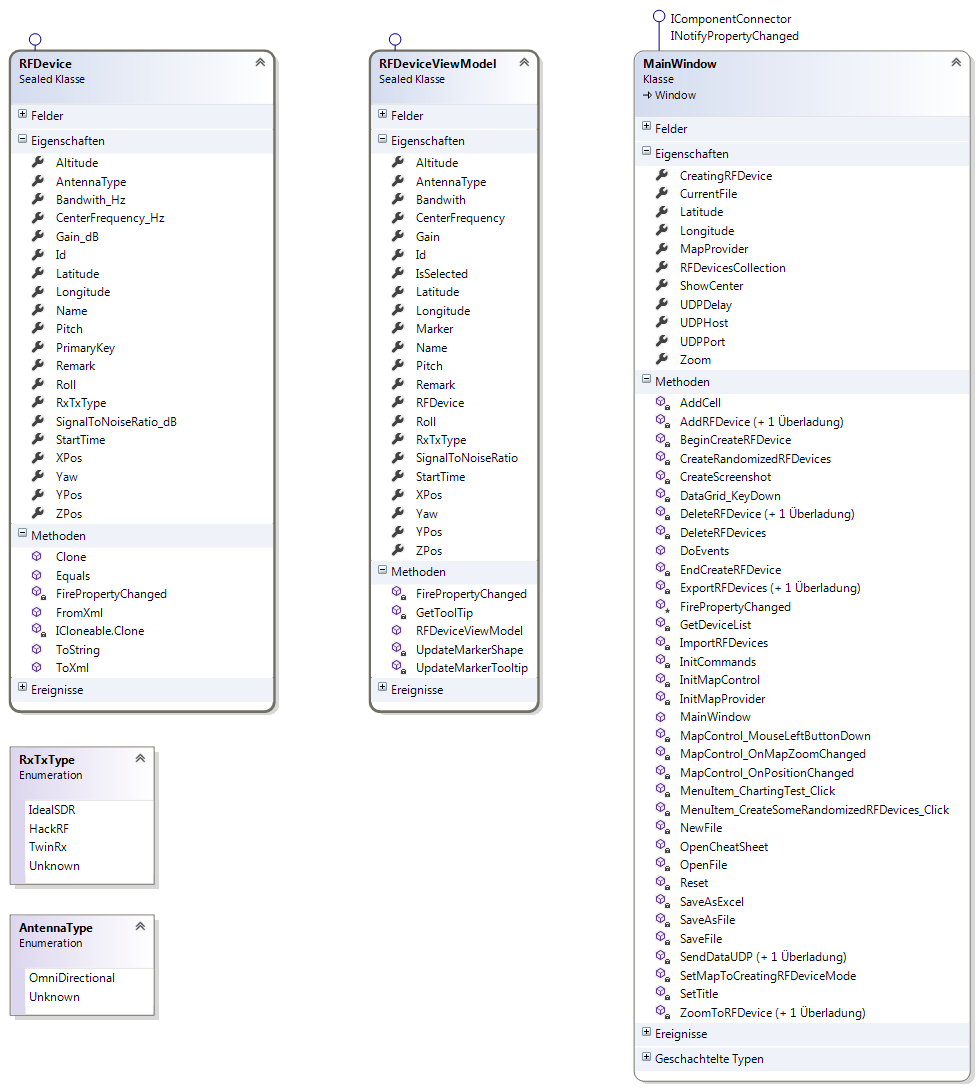 RFDevice
Sealed Klasse
Felder
Eigenschaften
Altitude
AntennaType
Bandwith_Hz
CenterFrequency_Hz
Gain_dB
Id
Latitude
Longitude
Name
Pitch
PrimaryKey
Remark
Roll
RxTxType
SignalToNoiseRatio_dB
StartTime
XPos
Yaw
YPos
ZPos
Methoden
Clone
Equals
FirePropertyChanged
FromXml
ICloneable.Clone
ToString
ToXml
Ereignisse
RxTxType
Enumeration
IdealSDR
HackRF
TwinRx
Unknown
AntennaType
Enumeration
OmniDirectional
Unknown
RFDeviceViewModel
Sealed Klasse
Felder
Eigenschaften
Altitude
AntennaType
Bandwith
CenterFrequency
Gain
Id
IsSelected
Latitude
Longitude
Marker
Name
Pitch
Remark
RFDevice
Roll
RxTxType
SignalToNoiseRatio
StartTime
XPos
Yaw
YPos
ZPos
Methoden
FirePropertyChanged
GetToolTip
RFDeviceViewModel
UpdateMarkerShape
UpdateMarkerTooltip
Ereignisse
IComponentConnector
INotifyPropertyChanged
MainWindow
Klasse
Window
Felder
Eigenschaften
CreatingRFDevice
CurrentFile
Latitude
Longitude
MapProvider
RFDevicesCollection
ShowCenter
UDPDelay
UDPHost
UDPPort
Zoom
Methoden
AddCell
AddRFDevice (+ 1 Überladung)
BeginCreateRFDevice
CreateRandomizedRFDevices
CreateScreenshot
DataGrid_KeyDown
DeleteRFDevice (+ 1 Überladung)
DeleteRFDevices
DoEvents
EndCreateRFDevice
ExportRFDevices (+ 1 Überladung)
FirePropertyChanged
GetDeviceList
ImportRFDevices
InitCommands
InitMapControl
InitMapProvider
MainWindow
MapControl_MouseLeftButtonDown
MapControl_OnMapZoomChanged
MapControl_OnPositionChanged
MenuItem_ChartingTest_Click
MenuItem_CreateSomeRandomizedRFDevices_Click
NewFile
OpenCheatSheet
OpenFile
Reset
SaveAsExcel
SaveAsFile
SaveFile
SendDataUDP (+ 1 Überladung)
SetMapToCreatingRFDeviceMode
SetTitle
ZoomToRFDevice (+ 1 Überladung)
Ereignisse
Geschachtelte Typen